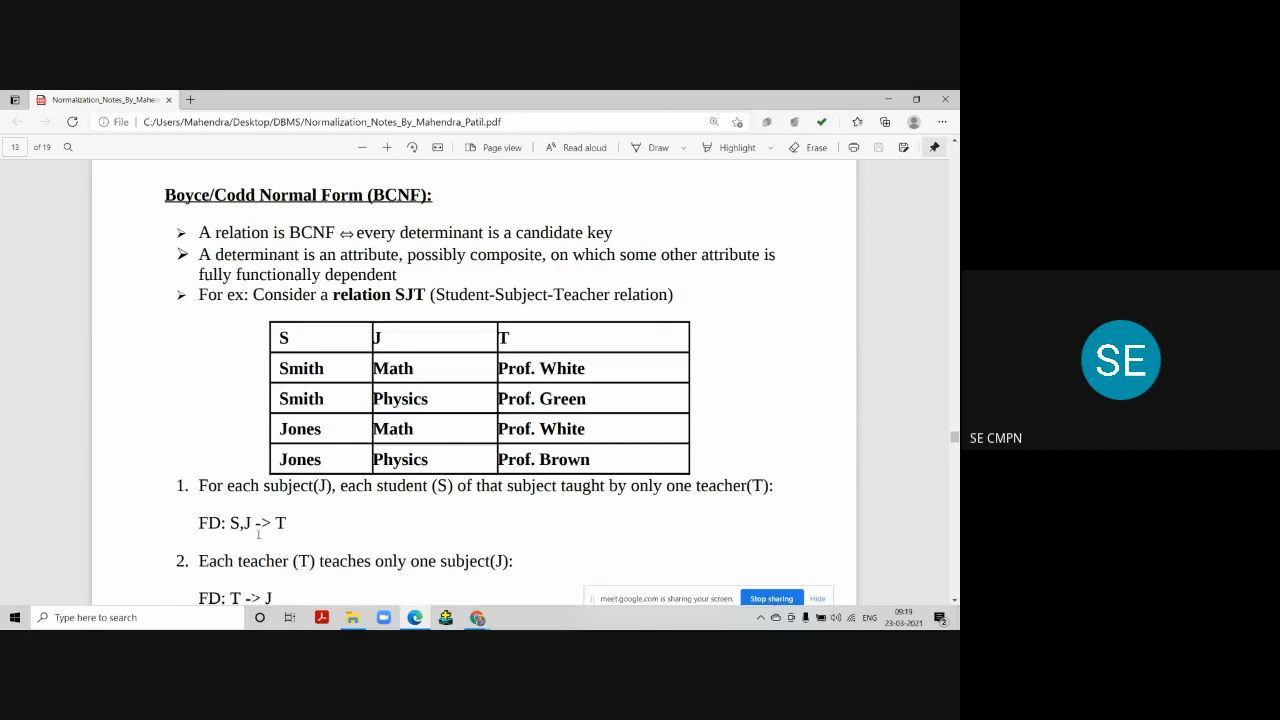 Normalization_Notes_By_Mahen
File C:/Users/Mahendra/Desktop/DBMS/Normalization_Notes_By_Mahendra_Patil.pdf
13 of 19 Page view Read aloud Draw Highlight Erase
Boyce/Codd Normal Form (BCNF):
➢ A relation is BCNF ⇔ every determinant is a candidate key
➢ A determinant is an attribute, possibly composite, on which some other attribute is
fully functionally dependent
➢ For ex: Consider a relation SJT (Student-Subject-Teacher relation)
S J T
Smith Math Prof. White
Smith Physics Prof. Green
Jones Math Prof. White
Jones Physics Prof. Brown
1. For each subject(J), each student (S) of that subject taught by only one teacher(T):
FD: S,J -> T
2. Each teacher (T) teaches only one subject(J):
FD: T -> J
meet.google.com is sharing your screen. Stop sharing Hide
Type here to search
ENG
09:19
23-03-2021
2
SE
SE CMPN